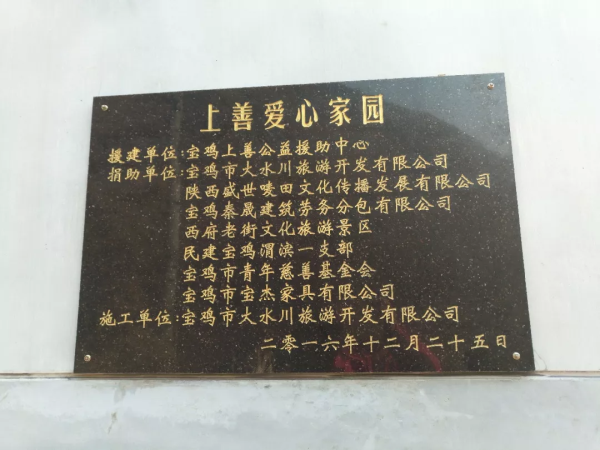 上善爱心家园
援建单位:宝鸡上善公益援助中心
捐助单位:宝鸡市大水川旅游开发有限公司
陕西盛世唛田文化传播发展有限公司
宝鸡秦晟建筑劳务分包有限公司
西府老街文化旅游景区
民建宝鸡渭滨一支部
宝鸡市青年慈善基金会
宝鸡市宝杰家具有限公司
施工单位:宝鸡市大水川旅游开发有限公司
二零一六年十二月二十五日